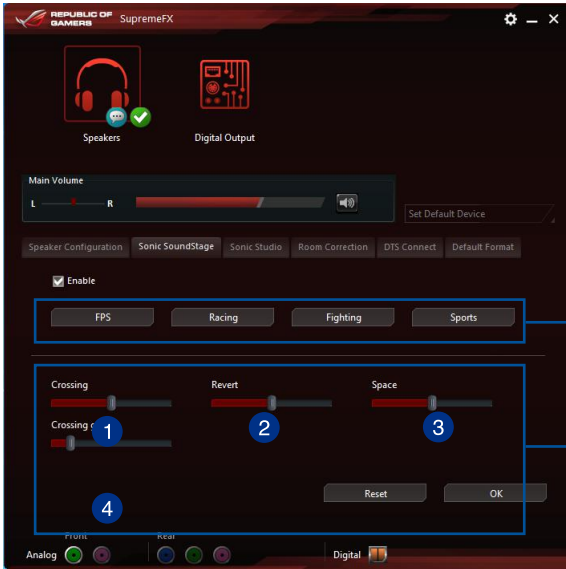 REPUBLIC OF
GAMERS
SupremeFX
Speakers
Digital Output
Main Volume
L R
Set Default Device
Speaker Configuration Sonic SoundStage Sonic Studio Room Correction DTS Connect Default Format
Enable
FPS Racing Fighting Sports
Crossing Revert Space
1 2 3
Crossing
4
Reset OK
Front Rear
Analog Digital